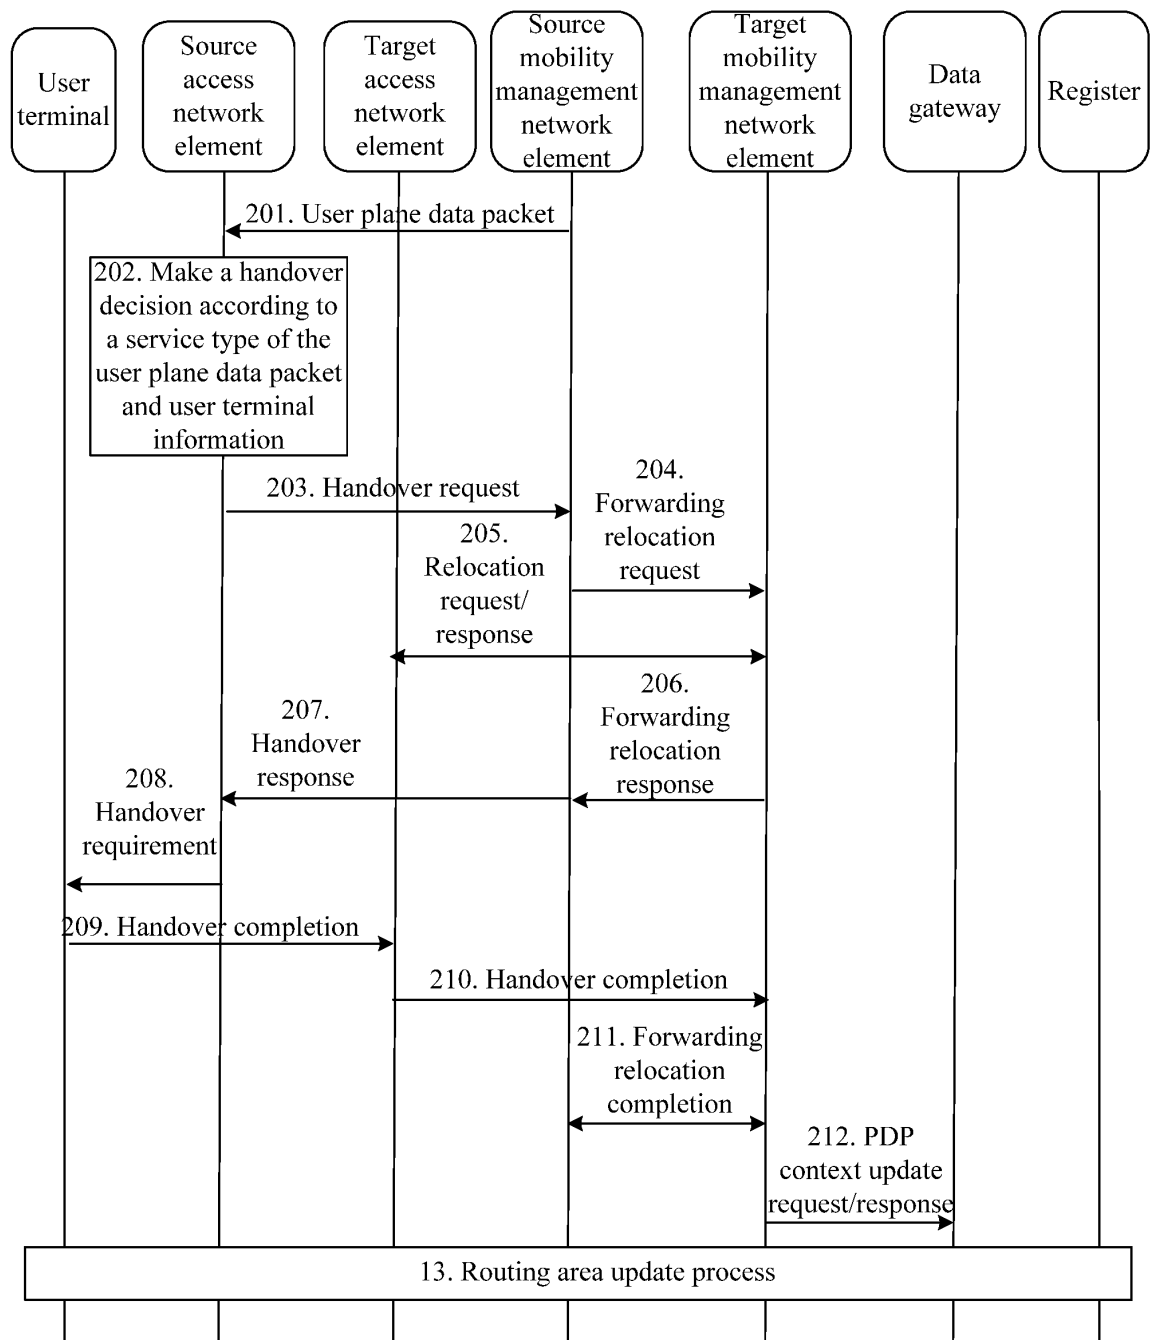 User
terminal
Source
access
network
element
Target
access
network
element
Source
mobility
management
network
element
Target
mobility
management
network
element
Data
gateway
Register
201. User plane data packet
202. Make a handover
decision according to
a service type of the
user plane data packet
and user terminal
information
203. Handover request
204.
Forwarding
relocation
request
205.
Relocation
request/
response
206.
Forwarding
relocation
response
207.
Handover
response
208.
Handover
requirement
209. Handover completion
210. Handover completion
211. Forwarding
relocation
completion
212. PDP
context update
request/response
13. Routing area update process